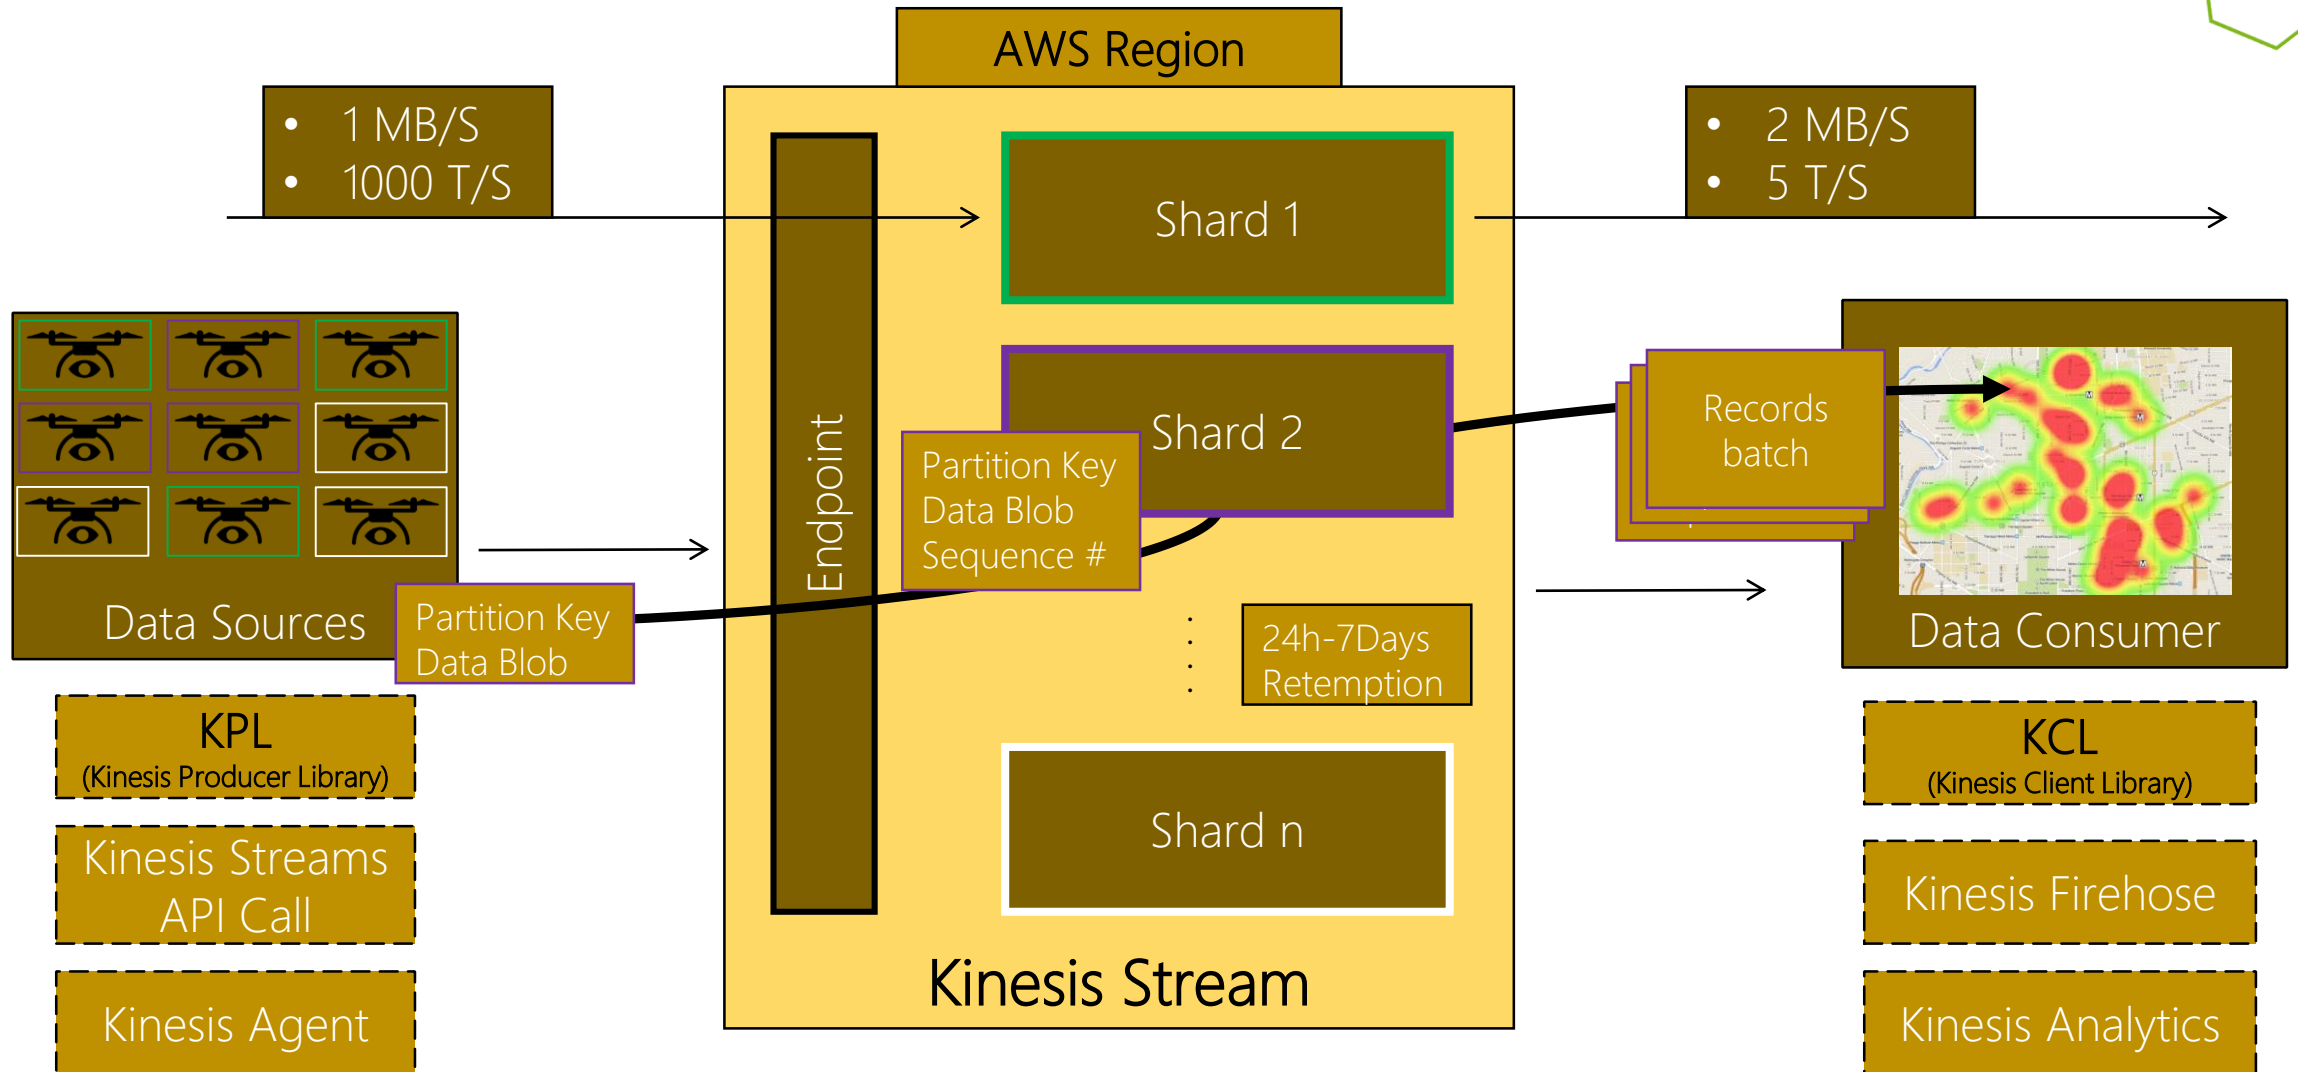 AWS Region
• 1 MB/S
• 1000 T/S
• 2 MB/S
• 5 T/S
Endpoint
Shard 1
Shard 2
Partition Key
Data Blob
Sequence #
Records
batch
Data Sources
Partition Key
Data Blob
24h-7Days
Retemption
Data Consumer
Shard n
Kinesis Stream
KPL
(Kinesis Producer Library)
Kinesis Streams
API Call
Kinesis Agent
KCL
(Kinesis Client Library)
Kinesis Firehose
Kinesis Analytics